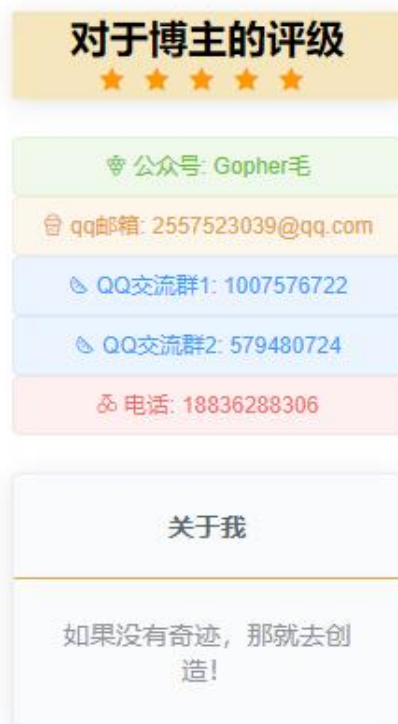 对于博主的评级
公众号: Gopher毛
qq邮箱: 2557523039@qq.com
QQ交流群1: 1007576722
QQ交流群2: 579480724
电话: 18836288306
关于我
如果没有奇迹，那就去创
造！